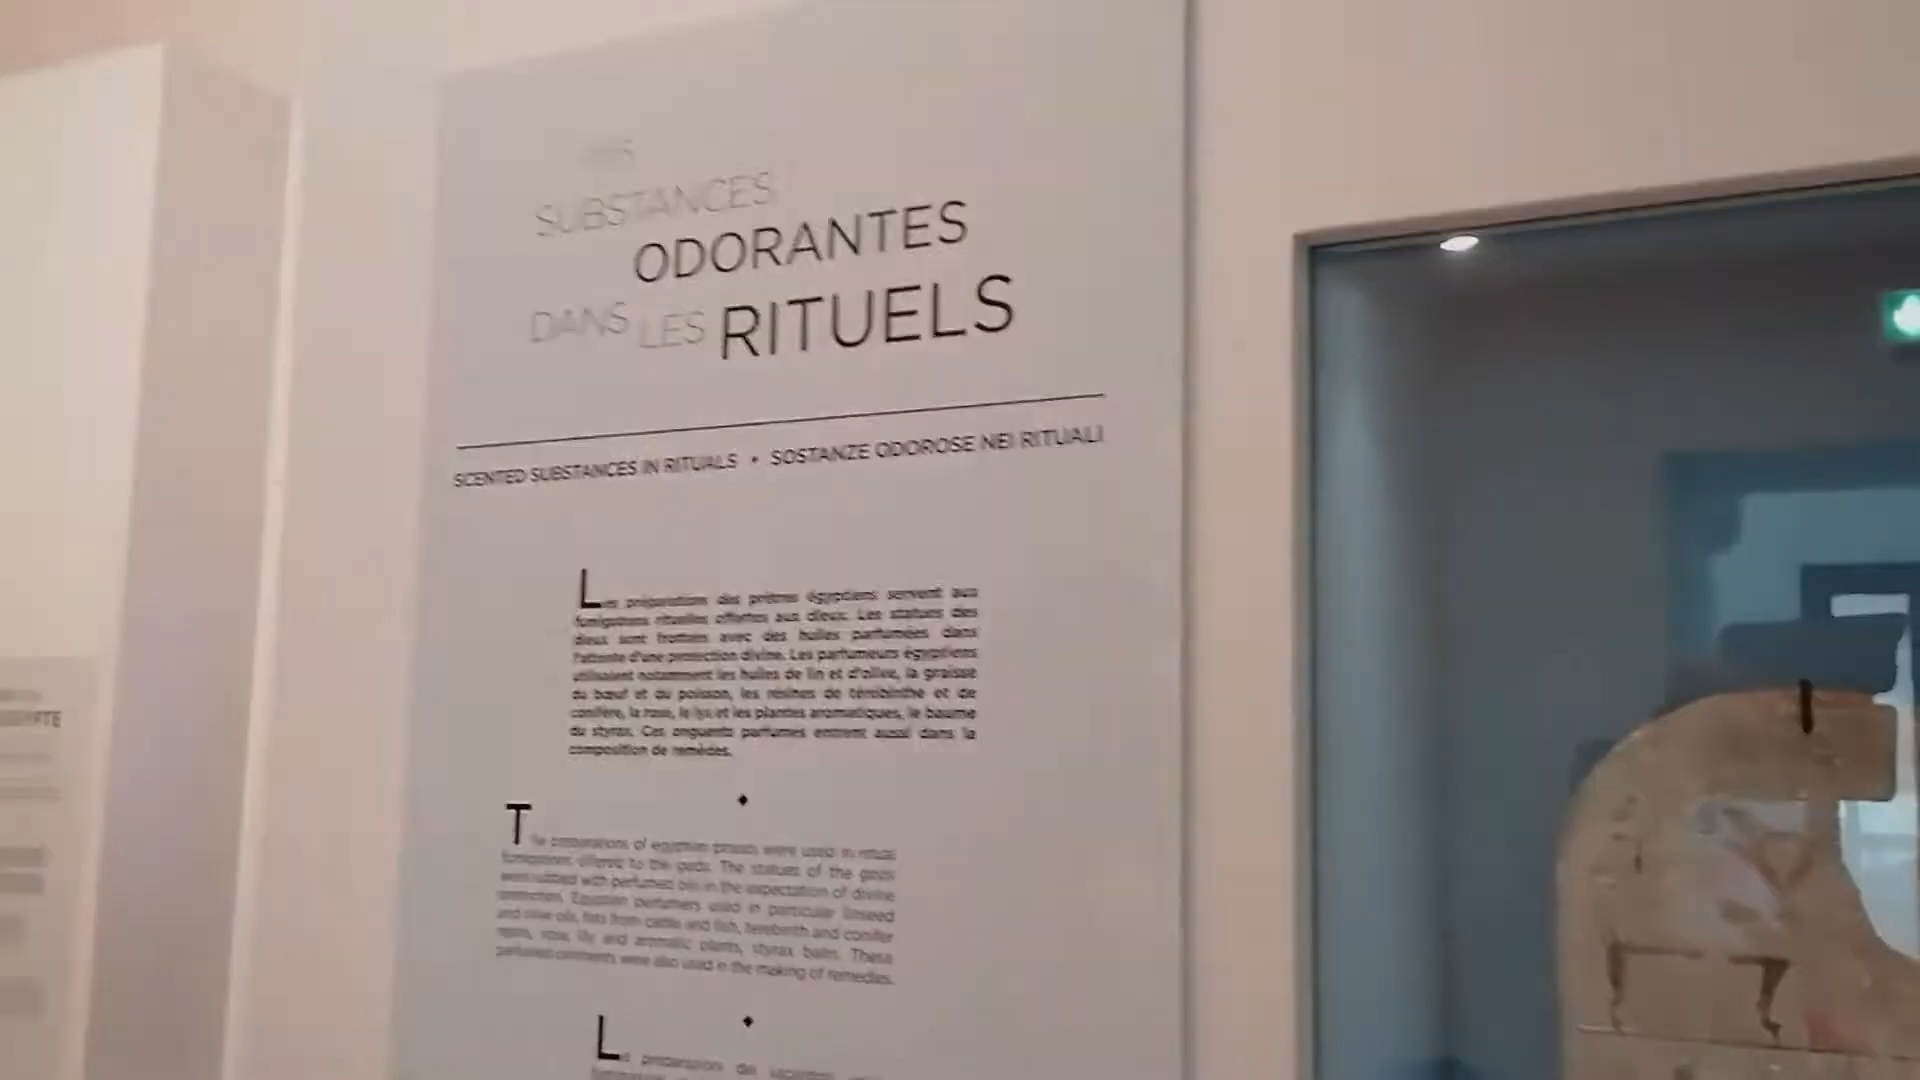 DES
SUBSTANCES
ODORANTES
DANS LES RITUELS
SCENTED SUBSTANCES IN RITUALS • SOSTANZE ODOROSE NEI RITUALI
Les préparations des prêtres égyptiens servent aux
fumigations rituelles offertes aux dieux. Les statues des
dieux sont frottées avec des huiles parfumées dans
l'attente d'une protection divine. Les parfumeurs égyptiens
utilisaient notamment les huiles de lin et d'olive, la graisse
du bœuf et du poisson, les résines de térébinthe et de
conifère, la rose, le lys et les plantes aromatiques, le baume
du styrax. Ces onguents parfumés entrent aussi dans la
composition de remèdes.
The preparations of egyptian priests were used in ritual
fumigations offered to the gods. The statues of the gods
were rubbed with perfumed oils in the expectation of divine
protection. Egyptian perfumers used in particular linseed
and olive oils, fats from cattle and fish, terebinth and conifer
resins, rose, lily and aromatic plants, styrax balm. These
perfumed ointments were also used in the making of remedies.